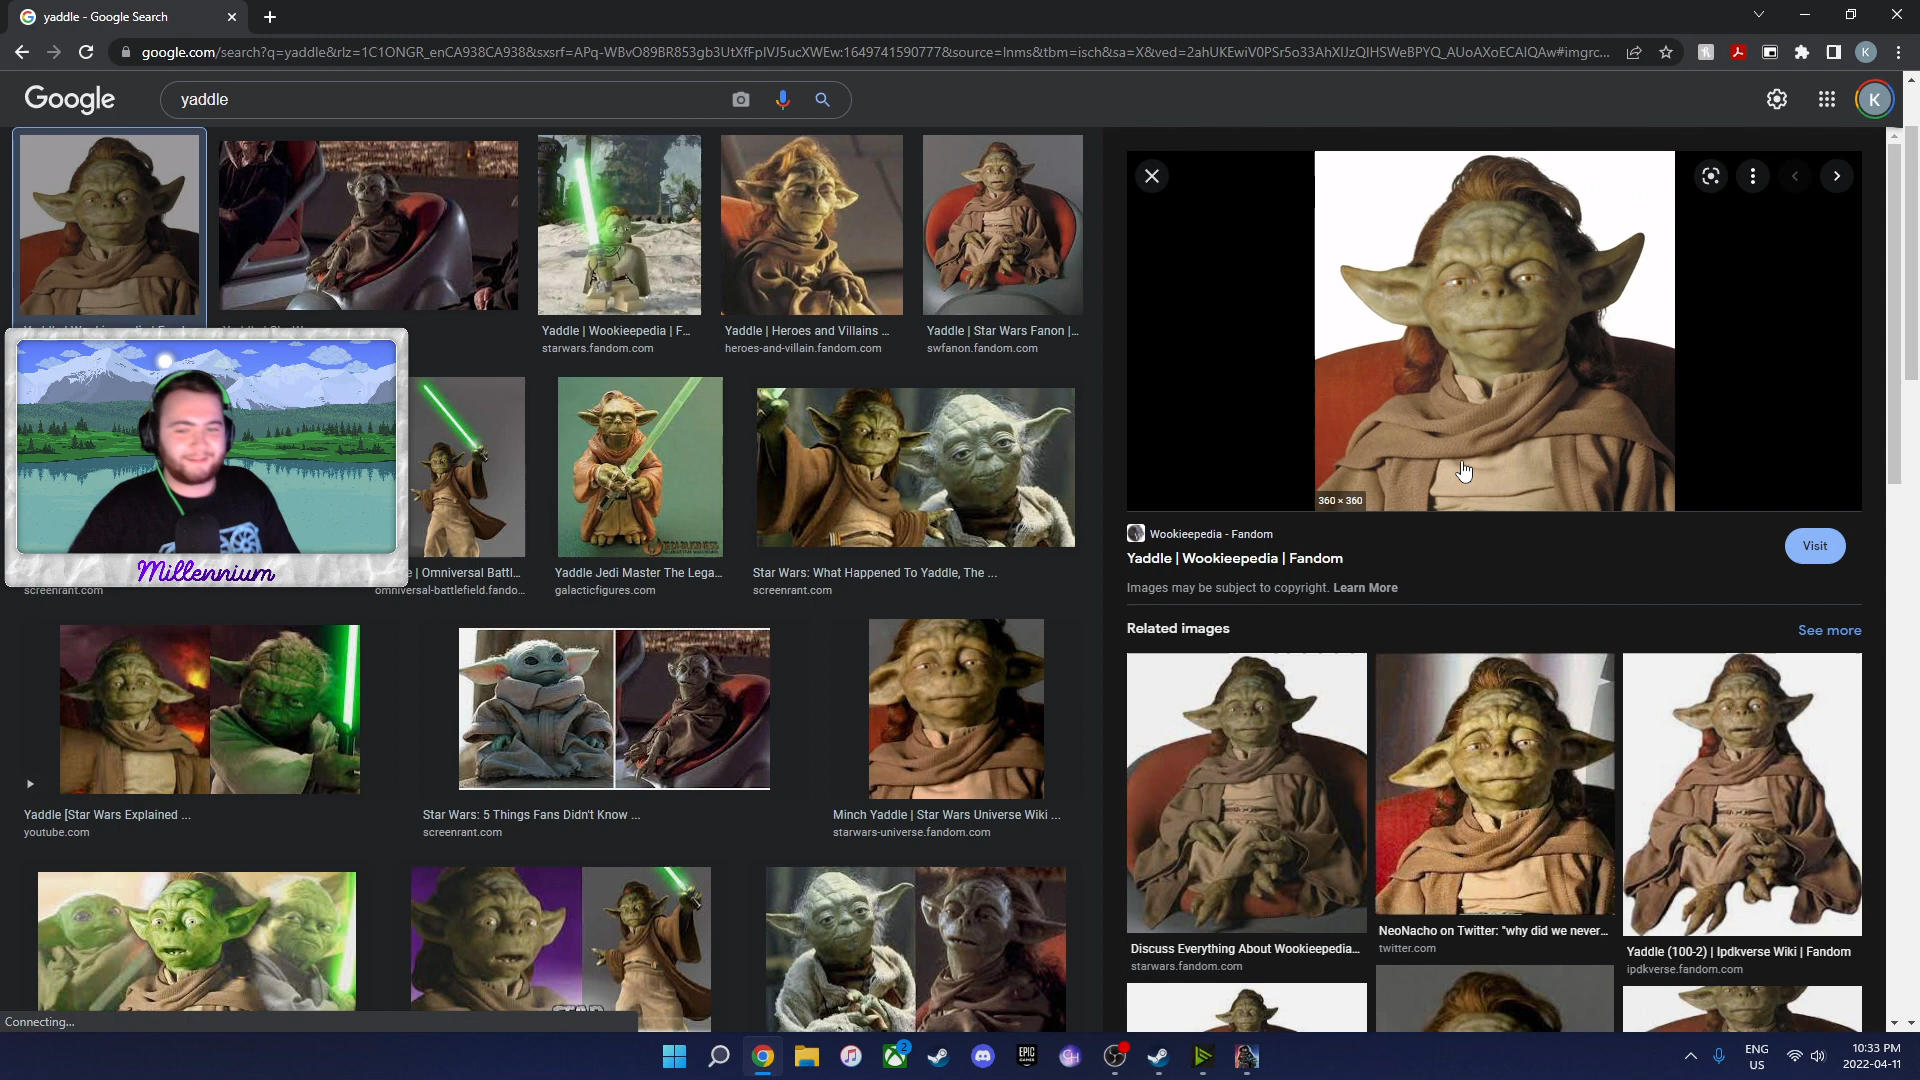 yaddle - Google Search
google.com/search?q=yaddle&rlz=1C1ONGR_enCA938CA938&sxsrf=APq-WBvO89BR853gb3UtXfFpIVJ5ucXWEw:1649741590777&source=lnms&tbm=isch&sa=X&ved=2ahUKEwiV0PSr5o33AhXIJzQIHSWeBPYQ_AUoAXoECAIQAw#imgrc...
K
Google
yaddle
K
Yaddle | Wookieepedia | F...
starwars.fandom.com
Yaddle | Heroes and Villains ...
heroes-and-villain.fandom.com
Yaddle | Star Wars Fanon |...
swfanon.fandom.com
360 × 360
Wookieepedia - Fandom
Yaddle | Wookieepedia | Fandom
Visit
Images may be subject to copyright. Learn More
Millennium
screenrant.com
e | Omniversal Battl...
omniversal-battlefield.fando...
Yaddle Jedi Master The Lega...
galacticfigures.com
Star Wars: What Happened To Yaddle, The ...
screenrant.com
Related images
See more
Yaddle [Star Wars Explained ...
youtube.com
Star Wars: 5 Things Fans Didn't Know ...
screenrant.com
Minch Yaddle | Star Wars Universe Wiki ...
starwars-universe.fandom.com
Discuss Everything About Wookieepedia...
starwars.fandom.com
NeoNacho on Twitter: "why did we never...
twitter.com
Yaddle (100-2) | Ipdkverse Wiki | Fandom
ipdkverse.fandom.com
Connecting...
2
EPIC
GAMES
CH
ENG
US
10:33 PM
2022-04-11